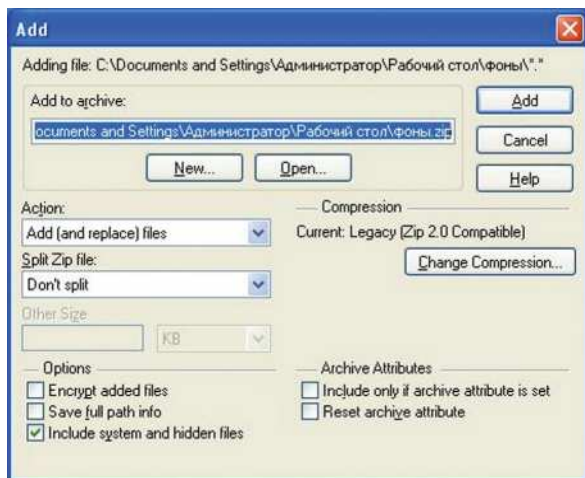 Add
Adding file: C:\Documents and Settings\Администратор\Рабочий стол\фоны\"."
Add to archive:
ocuments and Settings\Администратор\Рабочий стол\фоны.zip
New...
Open...
Add
Cancel
Help
Action:
Add (and replace) files
Split Zip file:
Don't split
Other Size
KB
Compression
Current: Legacy (Zip 2.0 Compatible)
Change Compression...
Options
Encrypt added files
Save full path info
Include system and hidden files
Archive Attributes
Include only if archive attribute is set
Reset archive attribute